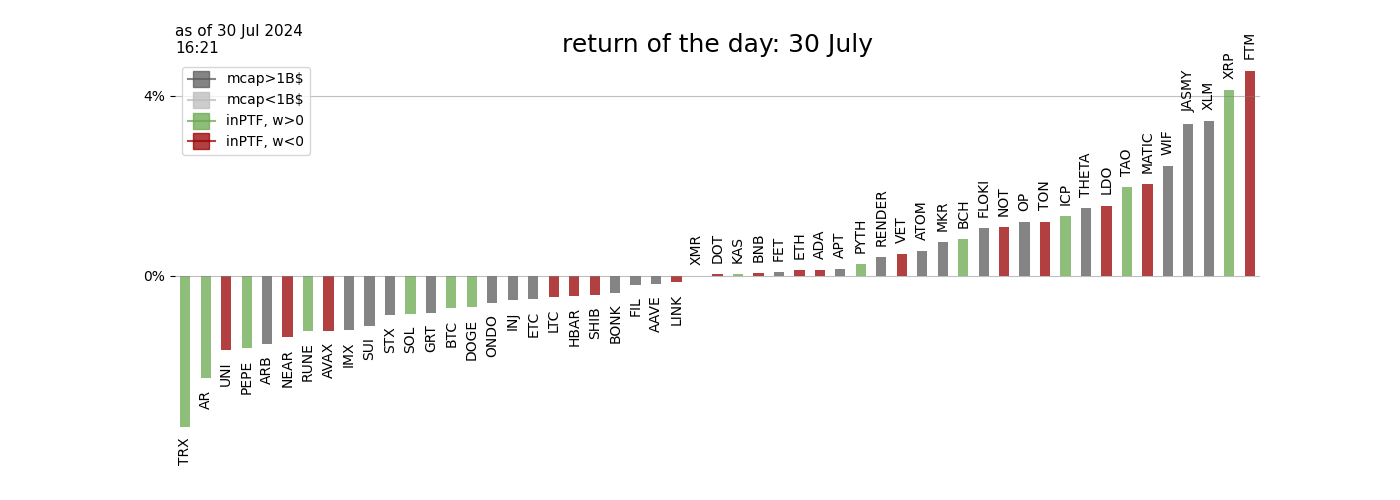 as of 30 Jul 2024
16:21
return of the day: 30 July
mcap>1B$
mcap<1B$
inPTF, w>0
inPTF, w<0
4%
0%
TRX
AR
UNI
PEPE
ARB
NEAR
RUNE
AVAX
IMX
SUI
STX
SOL
GRT
BTC
DOGE
ONDO
INJ
ETC
LTC
HBAR
SHIB
BONK
FIL
AAVE
LINK
XMR
DOT
KAS
BNB
FET
ETH
ADA
APT
PYTH
RENDER
VET
ATOM
MKR
BCH
FLOKI
NOT
OP
TON
ICP
THETA
LDO
TAO
MATIC
WIF
JASMY
XLM
XRP
FTM